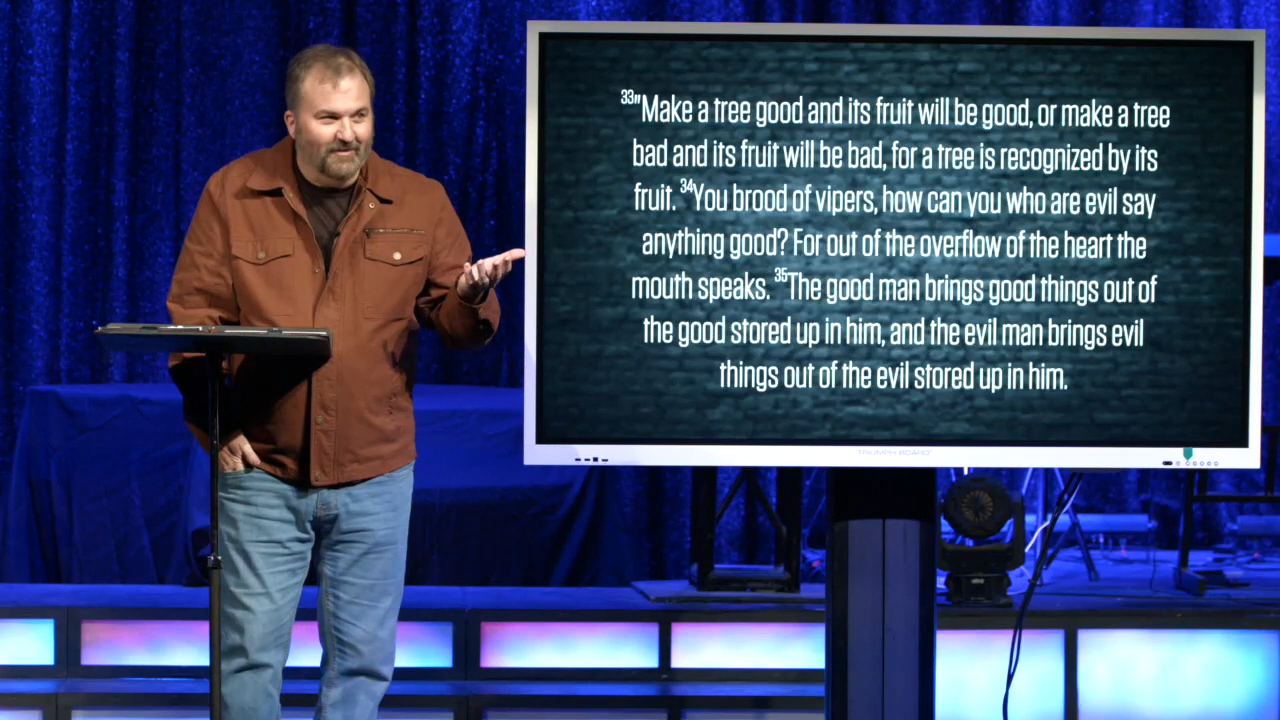 33"Make a tree good and its fruit will be good, or make a tree
bad and its fruit will be bad, for a tree is recognized by its
fruit. 34You brood of vipers, how can you who are evil say
anything good? For out of the overflow of the heart the
mouth speaks. 35The good man brings good things out of
the good stored up in him, and the evil man brings evil
things out of the evil stored up in him.
TRIUMPH BOARD